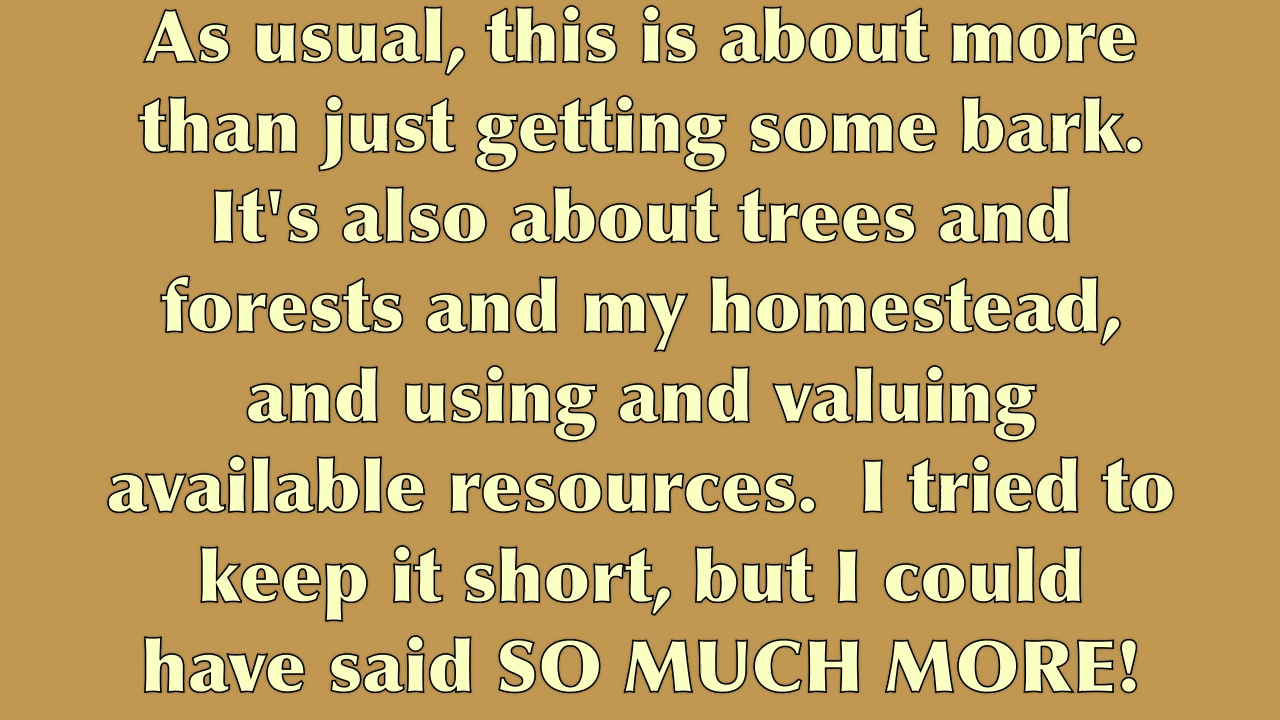 As usual, this is about more
than just getting some bark.
It's also about trees and
forests and my homestead,
and using and valuing
available resources.  I tried to
keep it short, but I could
have said SO MUCH MORE!